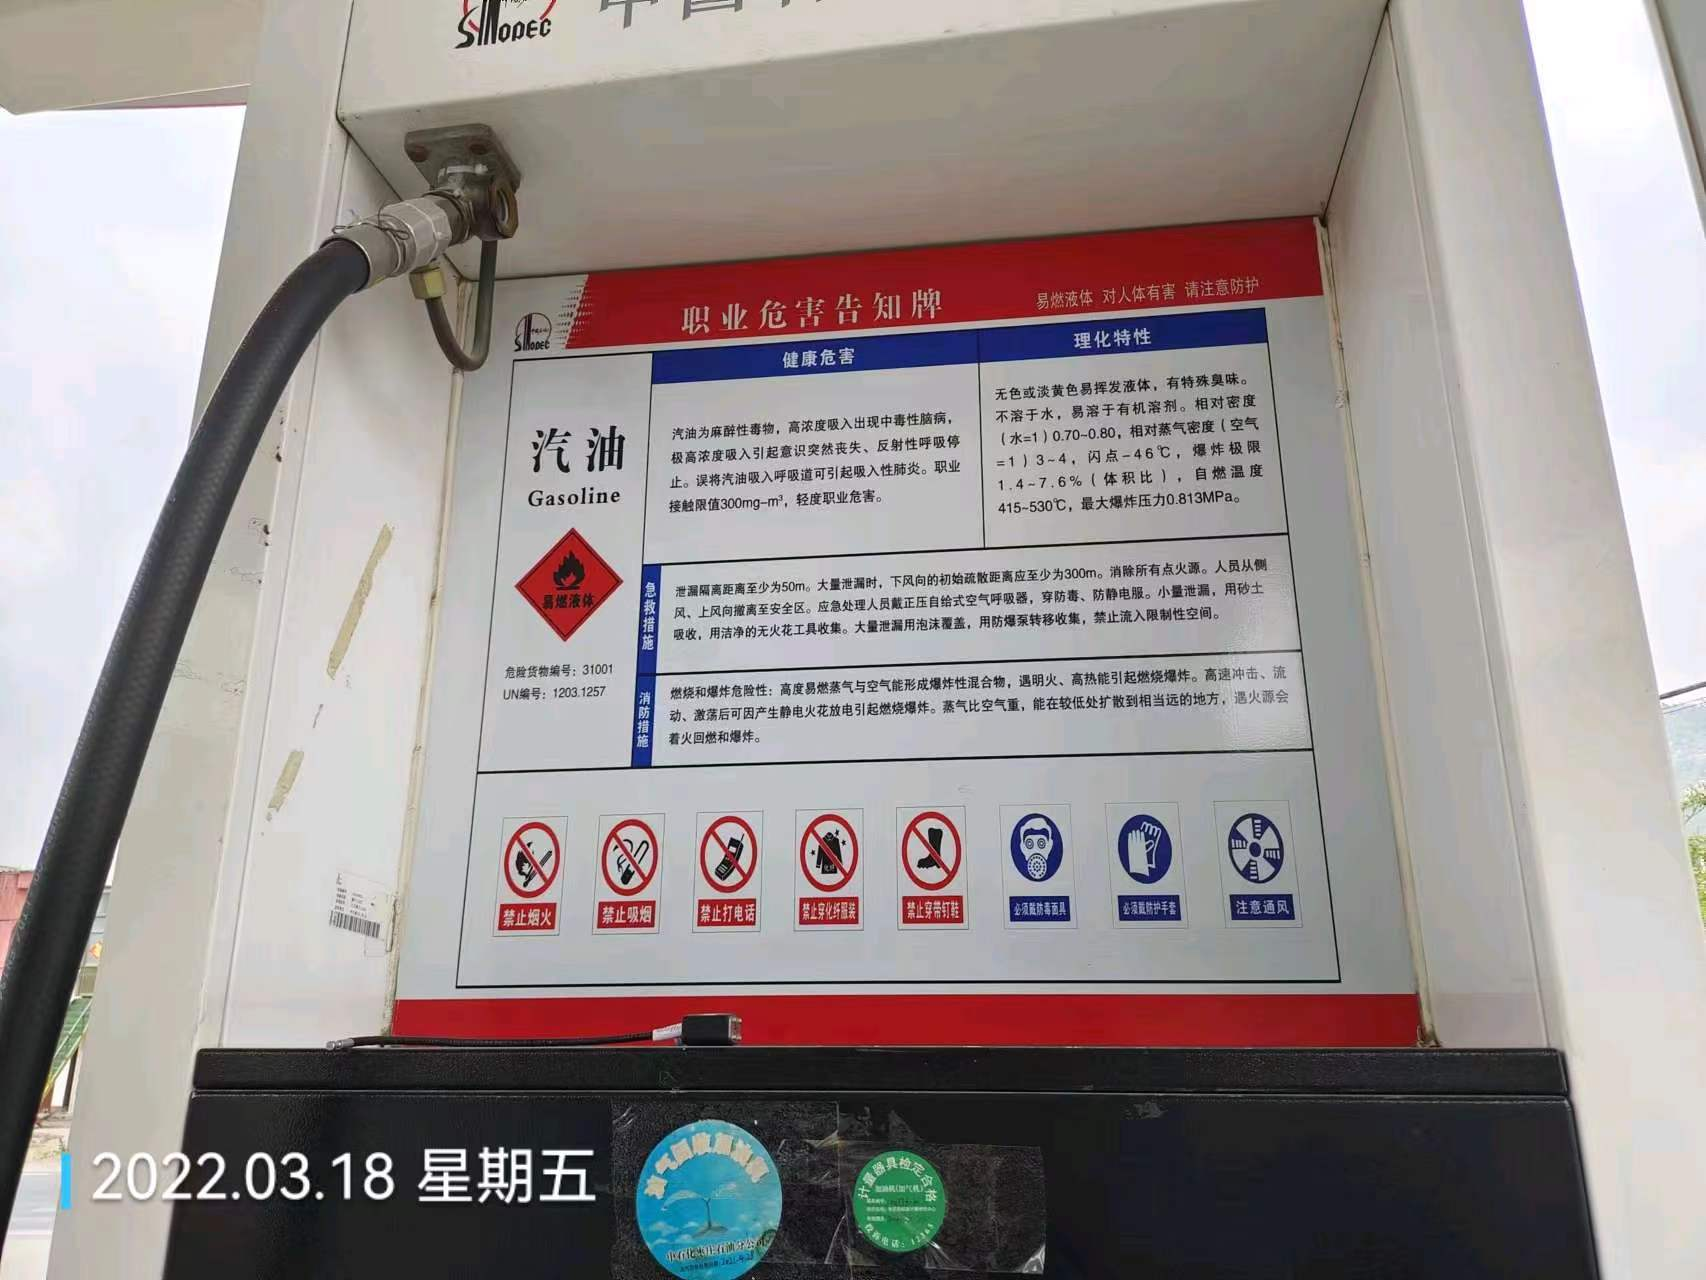 SINOPEC
中国石化
SINOPEC
职业危害告知牌
易燃液体 对人体有害 请注意防护
汽油
Gasoline
易燃液体
危险货物编号：31001
UN编号：1203.1257
健康危害
汽油为麻醉性毒物，高浓度吸入出现中毒性脑病，
极高浓度吸入引起意识突然丧失、反射性呼吸停
止。误将汽油吸入呼吸道可引起吸入性肺炎。职业
接触限值300mg-m³，轻度职业危害。
理化特性
无色或淡黄色易挥发液体，有特殊臭味。
不溶于水，易溶于有机溶剂。相对密度
（水=1）0.70~0.80，相对蒸气密度（空气
=1）3~4，闪点-46℃，爆炸极限
1.4~7.6%（体积比），自燃温度
415~530℃，最大爆炸压力0.813MPa。
急救措施
泄漏隔离距离至少为50m。大量泄漏时，下风向的初始疏散距离应至少为300m。消除所有点火源。人员从侧
风、上风向撤离至安全区。应急处理人员戴正压自给式空气呼吸器，穿防毒、防静电服。小量泄漏，用砂土
吸收，用洁净的无火花工具收集。大量泄漏用泡沫覆盖，用防爆泵转移收集，禁止流入限制性空间。
消防措施
燃烧和爆炸危险性：高度易燃蒸气与空气能形成爆炸性混合物，遇明火、高热能引起燃烧爆炸。高速冲击、流
动、激荡后可因产生静电火花放电引起燃烧爆炸。蒸气比空气重，能在较低处扩散到相当远的地方，遇火源会
着火回燃和爆炸。
禁止烟火
禁止吸烟
禁止打电话
禁止穿化纤服装
禁止穿带钉鞋
必须戴防毒面具
必须戴防护手套
注意通风
计量器具检定合格
加油机(加气机)
电话：12365
2022.03.18 星期五